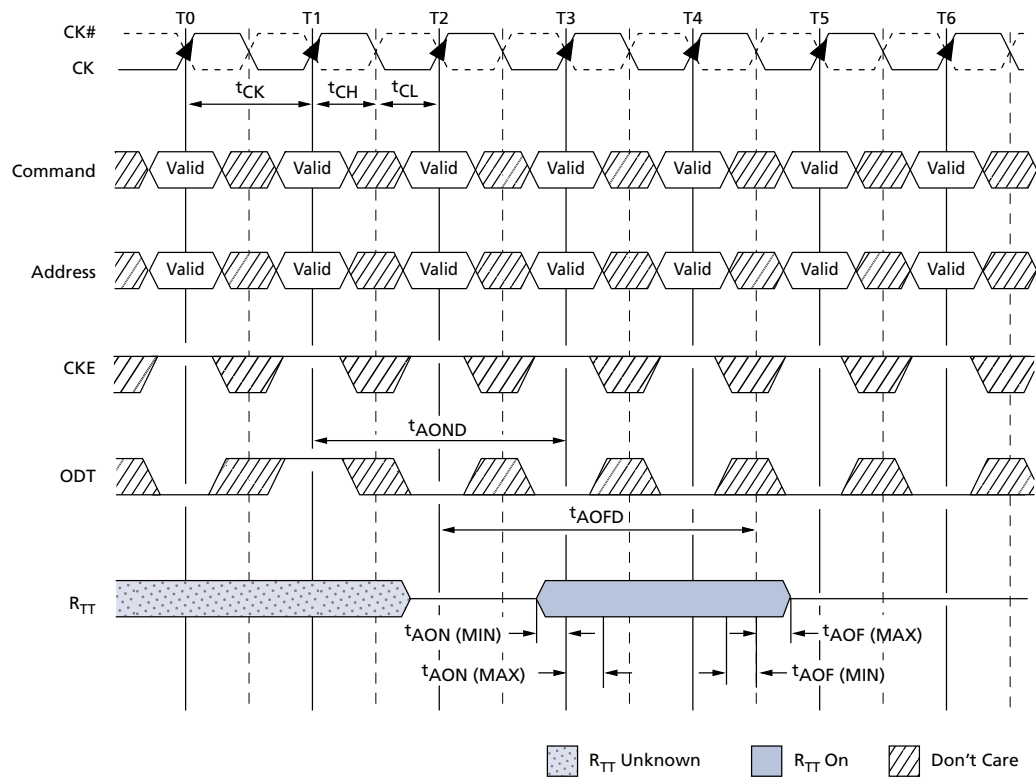 T0 T1 T2 T3 T4 T5 T6
CK#
CK
tCK tCH tCL
Command Valid Valid Valid Valid Valid Valid Valid
Address Valid Valid Valid Valid Valid Valid Valid
CKE
tAOND
ODT
tAOFD
RTT
tAON (MIN) tAOF (MAX)
tAON (MAX) tAOF (MIN)
RTT Unknown RTT On Don't Care